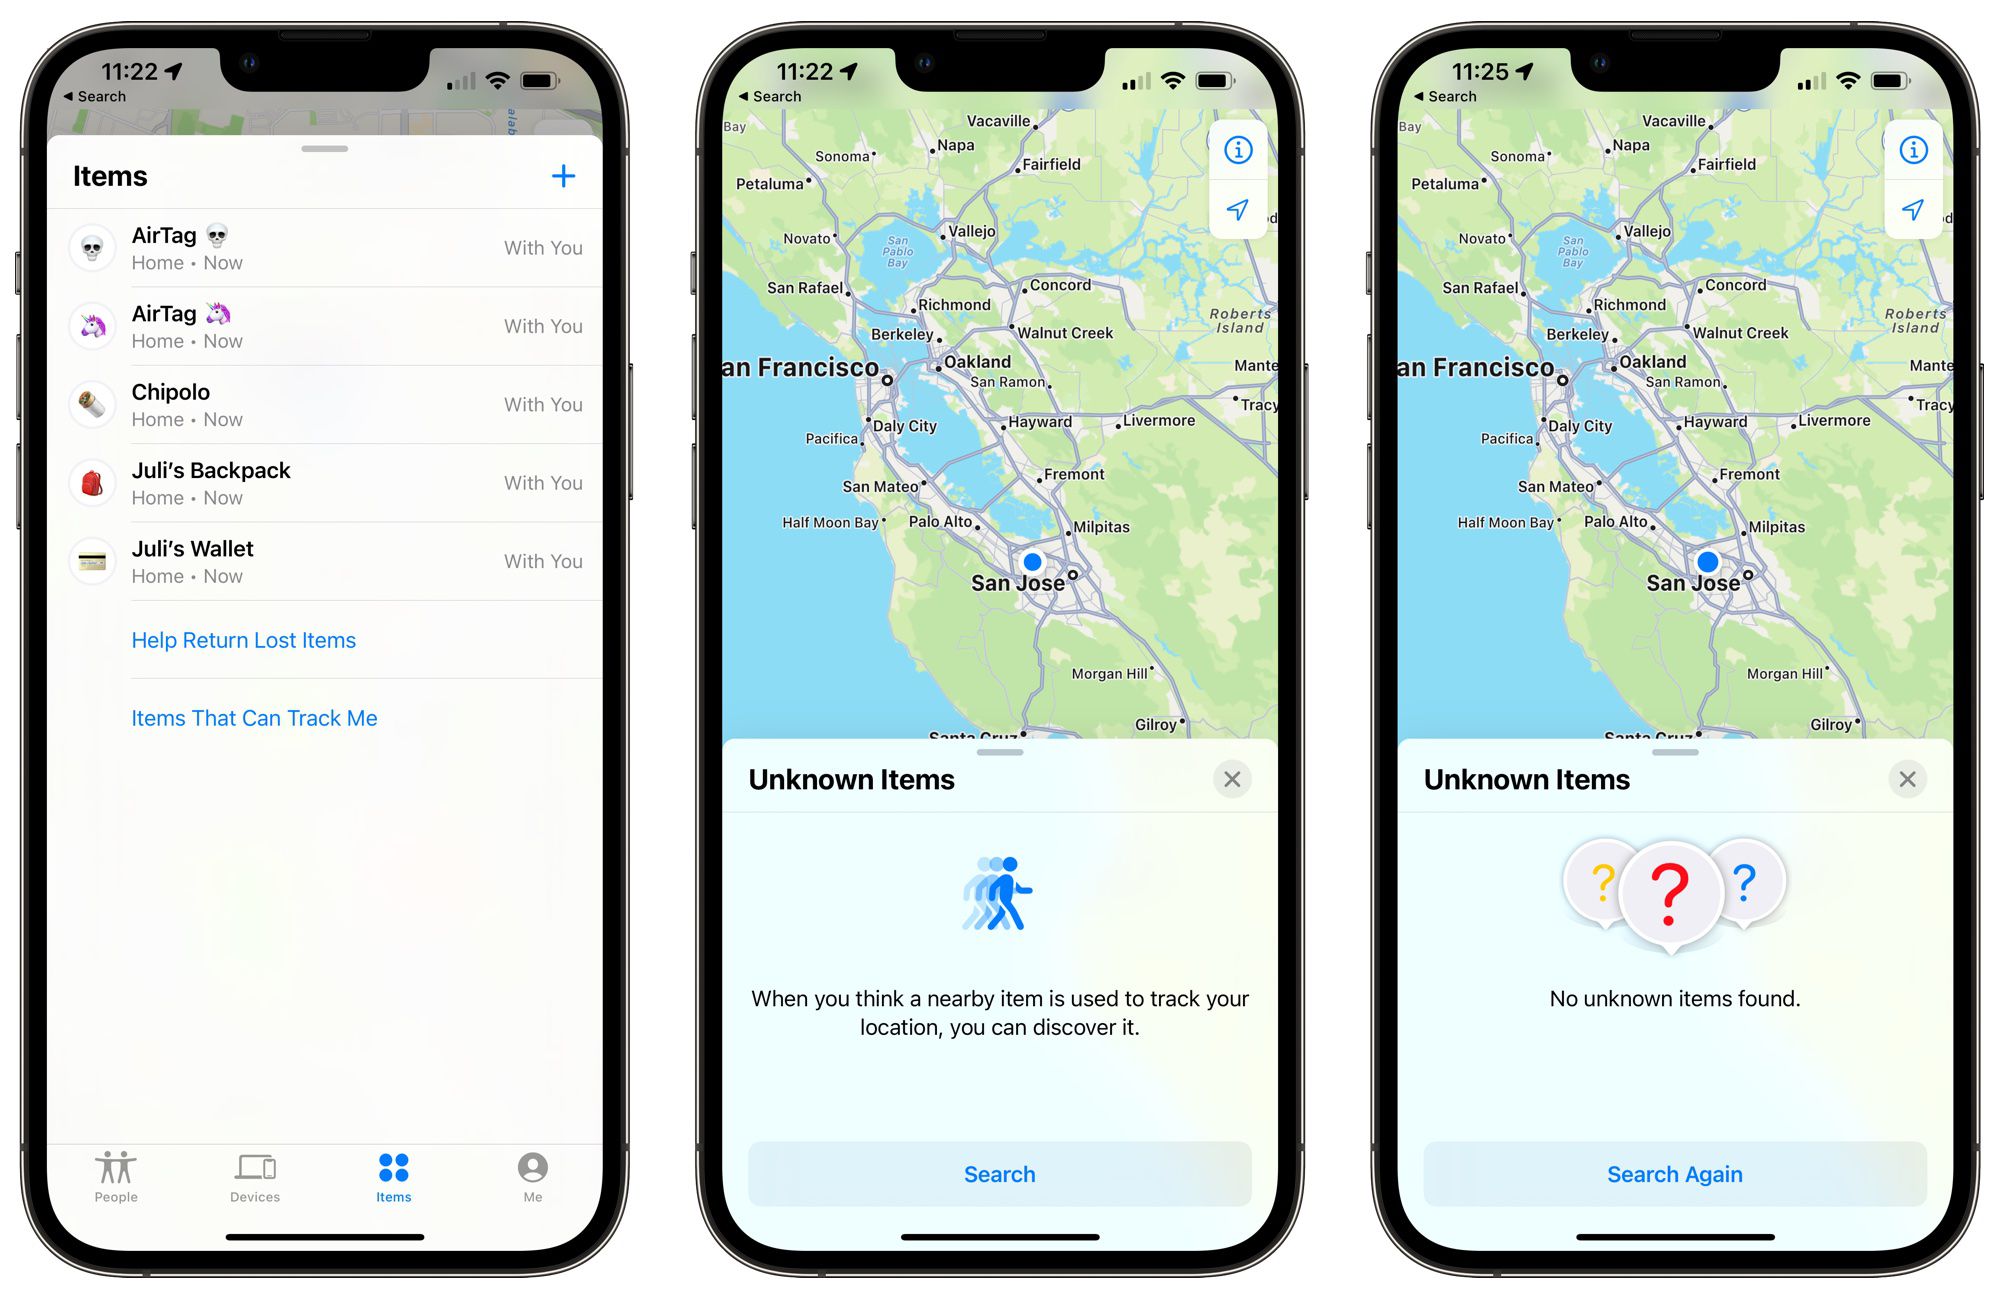 11:22
◀ Search
Items
AirTag 💀
Home • Now
With You
AirTag 🦄
Home • Now
With You
Chipolo
Home • Now
With You
Juli’s Backpack
Home • Now
With You
Juli’s Wallet
Home • Now
With You
Help Return Lost Items
Items That Can Track Me
People
Devices
Items
Me
11:22
◀ Search
Bay
Vacaville
Sonoma
Napa
Fairfield
Petaluma
Novato
Vallejo
San
Pablo
Bay
San Rafael
Concord
Richmond
Roberts
Island
Berkeley
Walnut Creek
an Francisco
Oakland
Mante
San Ramon
Tracy
Daly City
Hayward
Livermore
Pacifica
Fremont
San Mateo
Half Moon Bay
Palo Alto
Milpitas
San Jose
Morgan Hill
Gilroy
Santa Cruz
Unknown Items
When you think a nearby item is used to track your
location, you can discover it.
Search
11:25
◀ Search
Bay
Vacaville
Sonoma
Napa
Fairfield
Petaluma
Novato
Vallejo
San
Pablo
Bay
San Rafael
Concord
Richmond
Roberts
Island
Berkeley
Walnut Creek
an Francisco
Oakland
Mante
San Ramon
Tracy
Daly City
Hayward
Livermore
Pacifica
Fremont
San Mateo
Half Moon Bay
Palo Alto
Milpitas
San Jose
Morgan Hill
Gilroy
Santa Cruz
Unknown Items
? ? ?
No unknown items found.
Search Again